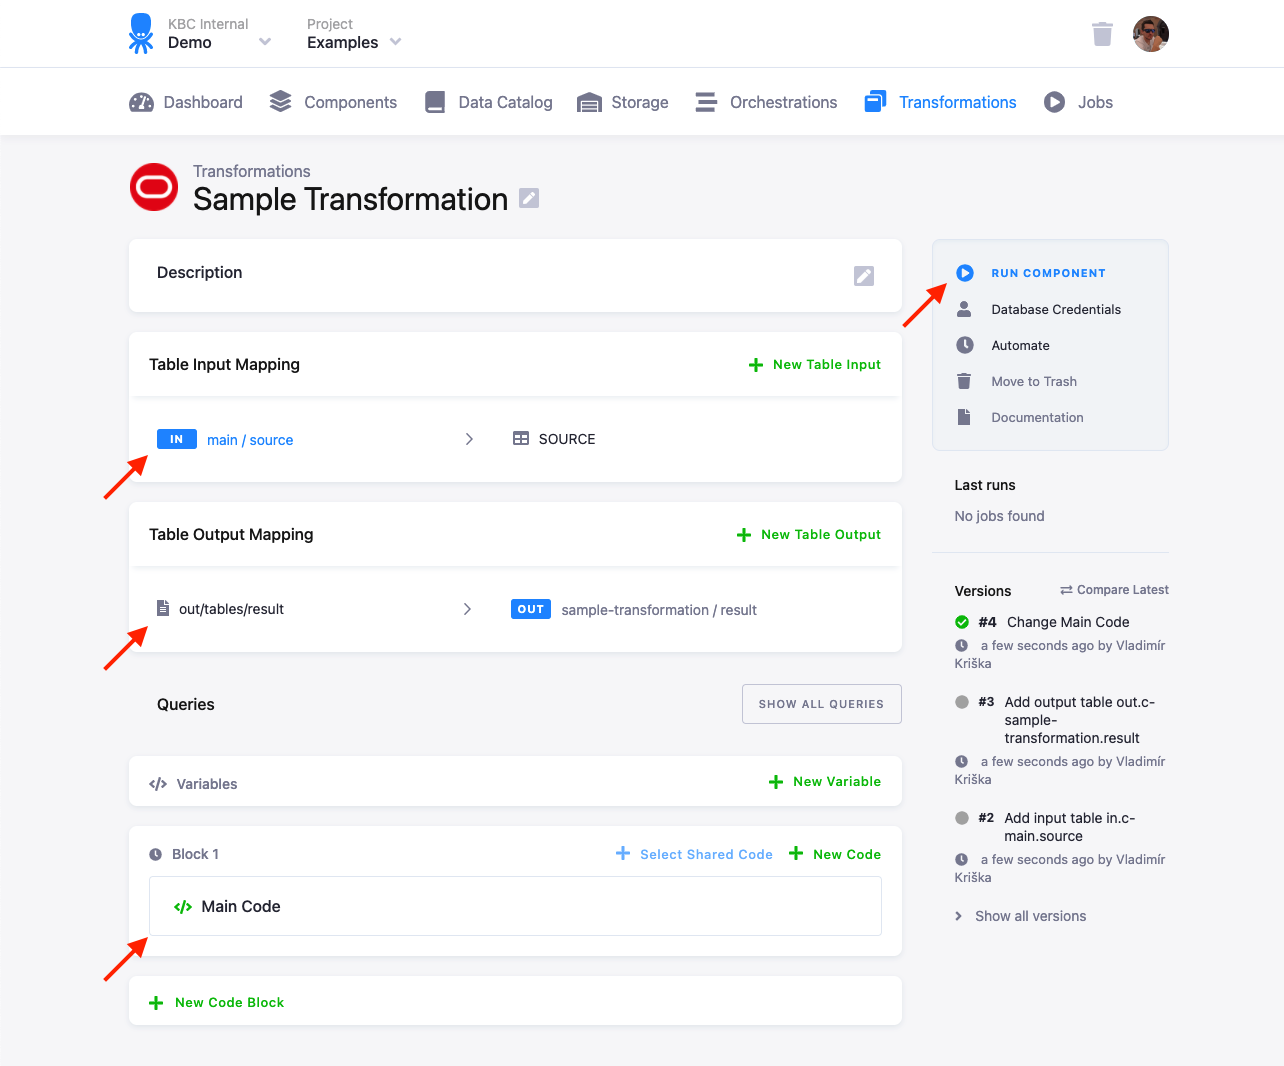 KBC Internal
Demo
Project
Examples
Dashboard
Components
Data Catalog
Storage
Orchestrations
Transformations
Jobs
Transformations
Sample Transformation
Description
Table Input Mapping
New Table Input
IN main / source
SOURCE
Table Output Mapping
New Table Output
out/tables/result
OUT sample-transformation / result
Queries
SHOW ALL QUERIES
Variables
New Variable
Block 1
Select Shared Code
New Code
Main Code
New Code Block
RUN COMPONENT
Database Credentials
Automate
Move to Trash
Documentation
Last runs
No jobs found
Versions
Compare Latest
#4 Change Main Code
a few seconds ago by Vladimír
Kriška
#3 Add output table out.c-
sample-
transformation.result
a few seconds ago by Vladimír
Kriška
#2 Add input table in.c-
main.source
a few seconds ago by Vladimír
Kriška
Show all versions